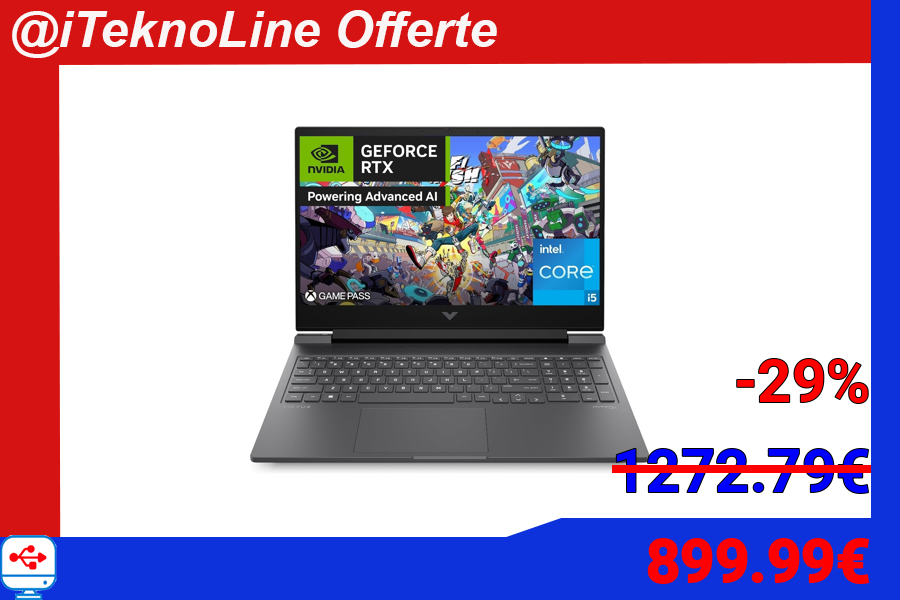 @iTeknoLine Offerte
NVIDIA
GEFORCE
RTX
Powering Advanced AI
intel
CORE
i5
GAME PASS
-29%
1272.79€
899.99€